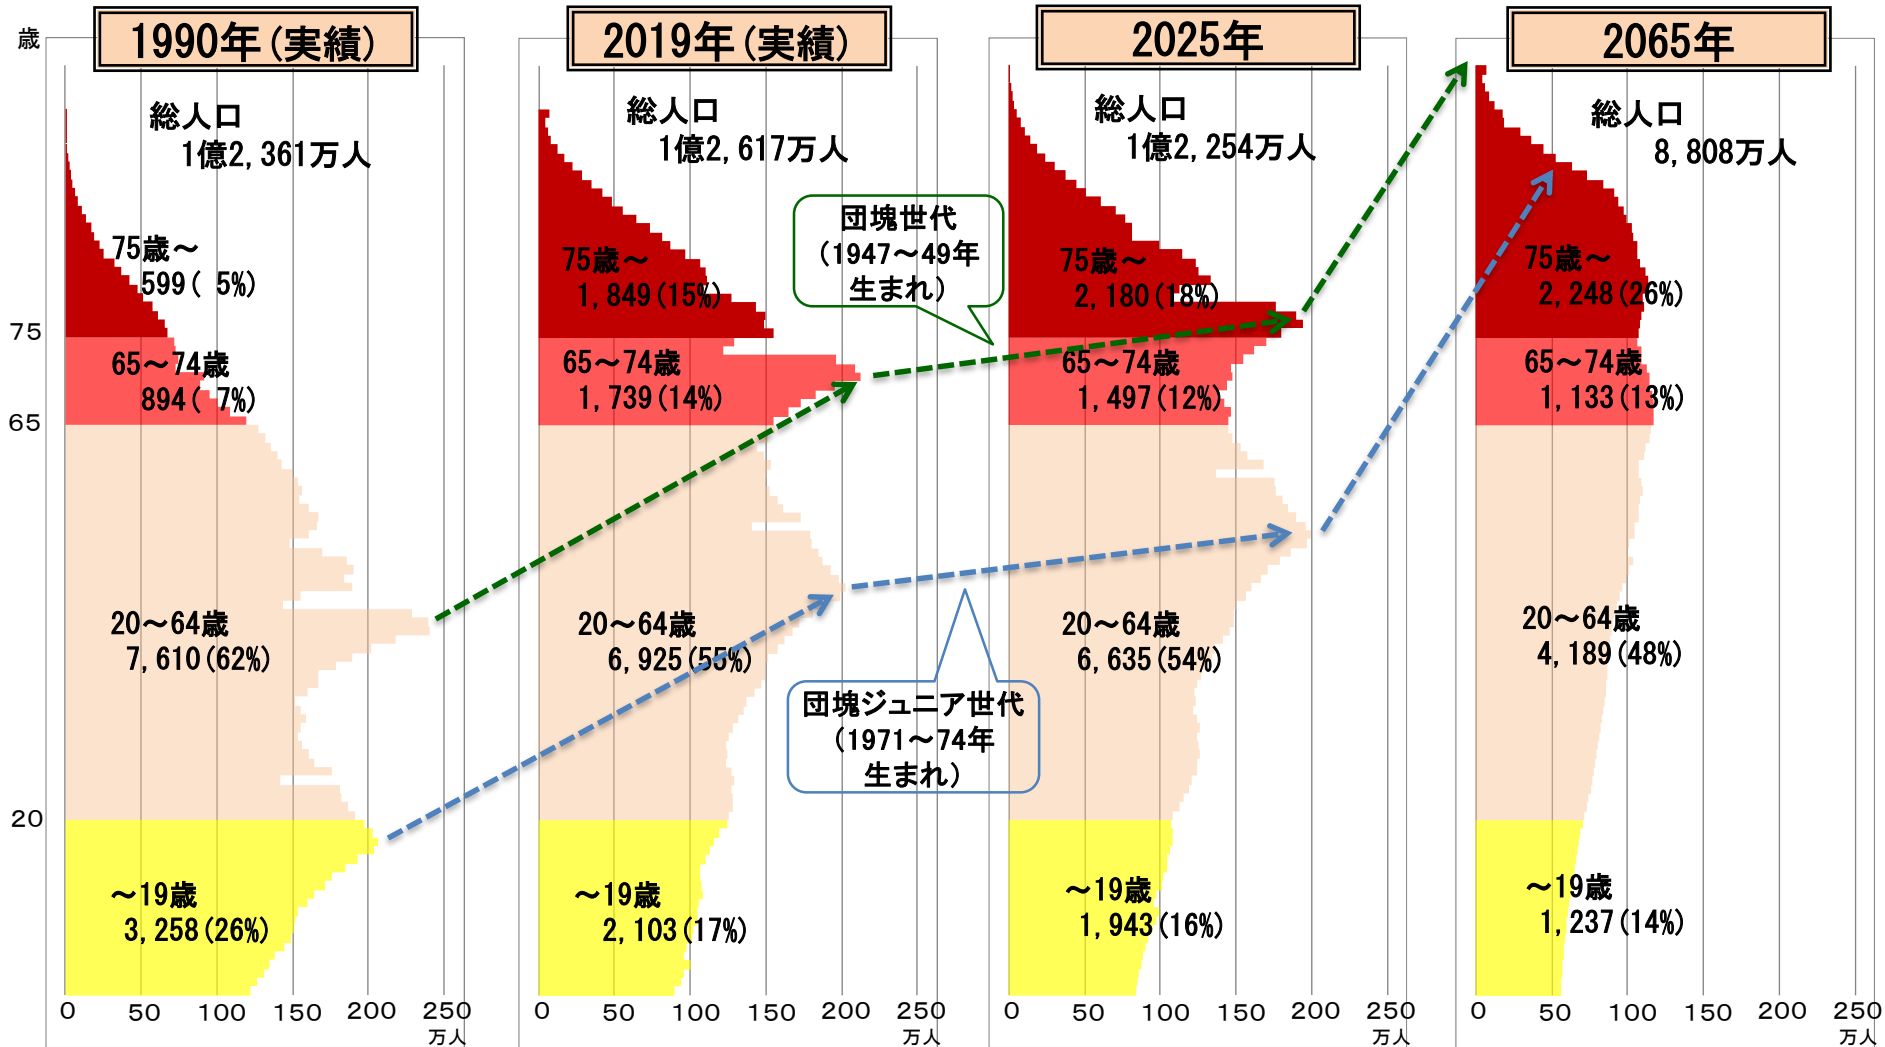 歳
1990年(実績)
総人口
1億2,361万人
75歳～
599( 5%)
75
65～74歳
894( 7%)
65
20～64歳
7,610(62%)
20
～19歳
3,258(26%)
0 50 100 150 200 250
万人
2019年(実績)
総人口
1億2,617万人
75歳～
1,849(15%)
65～74歳
1,739(14%)
20～64歳
6,925(55%)
～19歳
2,103(17%)
0 50 100 150 200 250
万人
団塊世代
(1947～49年
生まれ)
団塊ジュニア世代
(1971～74年
生まれ)
2025年
総人口
1億2,254万人
75歳～
2,180(18%)
65～74歳
1,497(12%)
20～64歳
6,635(54%)
～19歳
1,943(16%)
0 50 100 150 200 250
万人
2065年
総人口
8,808万人
75歳～
2,248(26%)
65～74歳
1,133(13%)
20～64歳
4,189(48%)
～19歳
1,237(14%)
0 50 100 150 200 250
万人